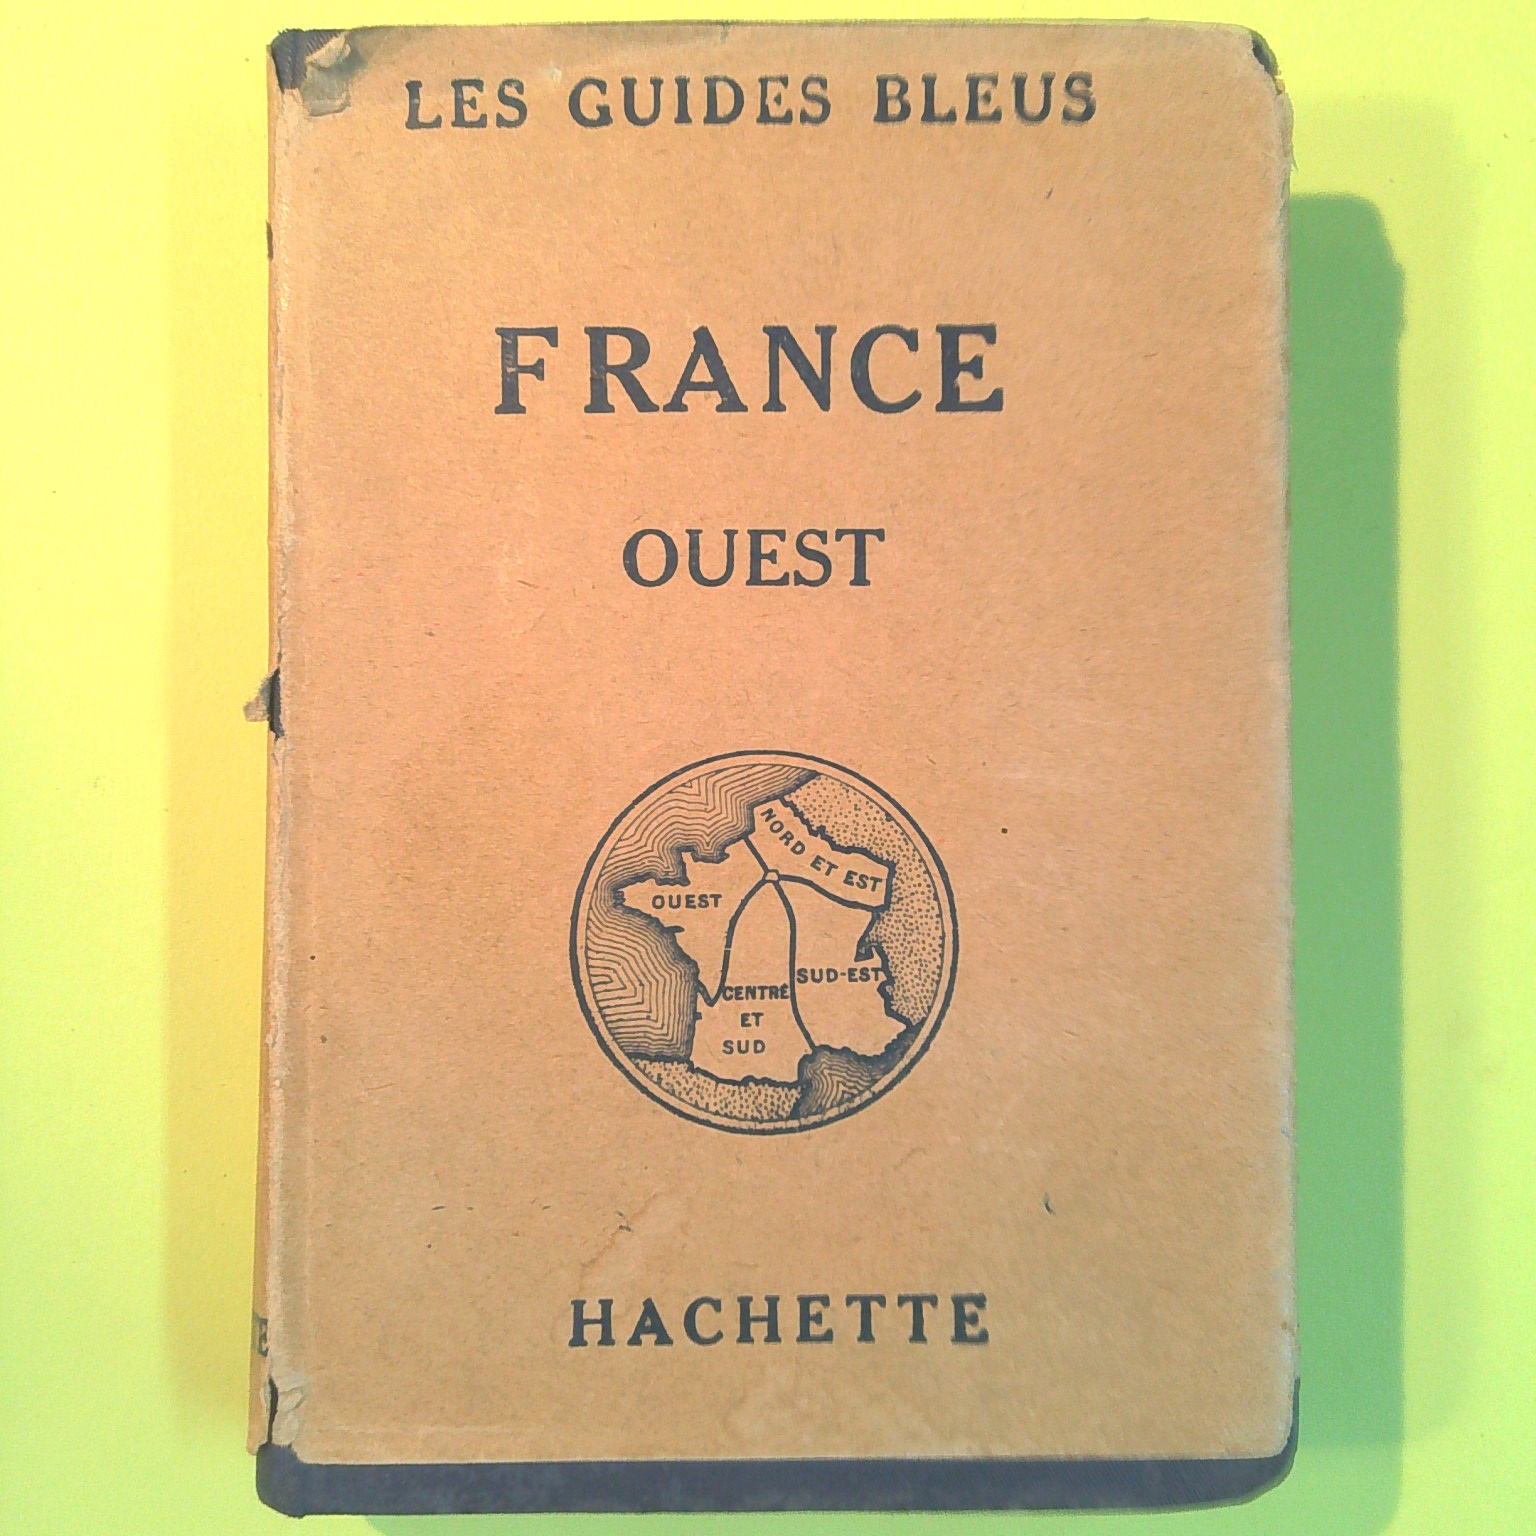 LES GUIDES BLEUS
FRANCE
OUEST
NORD ET EST
OUEST
SUD-EST
CENTRE
ET
SUD
HACHETTE
E